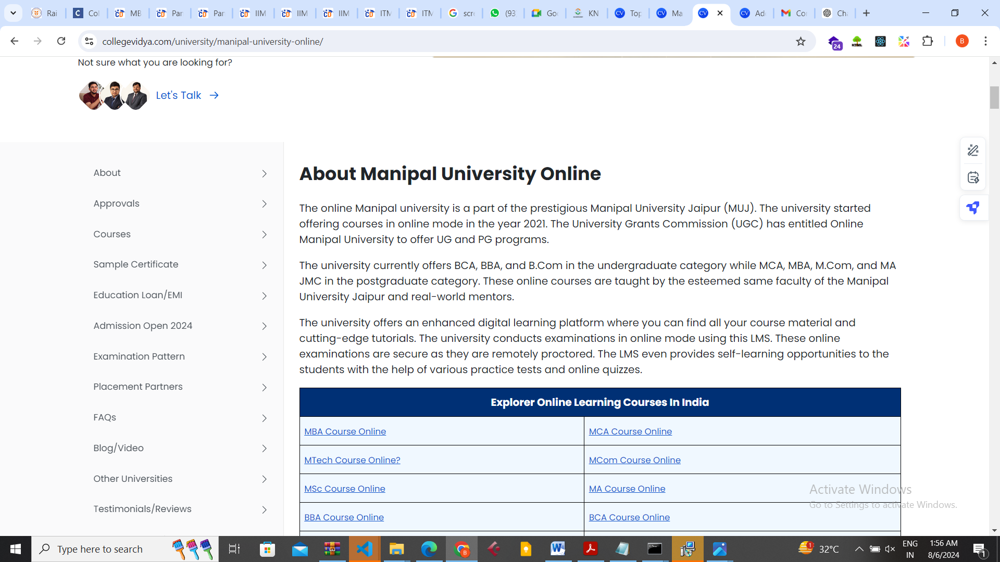 Rai
Col
MB
Par
Par
IIM
IIM
IIM
ITM
ITM
scre
(93
Goo
KN
Top
Ma
Ad
Co
Ch
collegevidya.com/university/manipal-university-online/
24
HTML
B
Not sure what you are looking for?
Let's Talk
About
Approvals
Courses
Sample Certificate
Education Loan/EMI
Admission Open 2024
Examination Pattern
Placement Partners
FAQs
Blog/Video
Other Universities
Testimonials/Reviews
About Manipal University Online
The online Manipal university is a part of the prestigious Manipal University Jaipur (MUJ). The university started
offering courses in online mode in the year 2021. The University Grants Commission (UGC) has entitled Online
Manipal University to offer UG and PG programs.
The university currently offers BCA, BBA, and B.Com in the undergraduate category while MCA, MBA, M.Com, and MA
JMC in the postgraduate category. These online courses are taught by the esteemed same faculty of the Manipal
University Jaipur and real-world mentors.
The university offers an enhanced digital learning platform where you can find all your course material and
cutting-edge tutorials. The university conducts examinations in online mode using this LMS. These online
examinations are secure as they are remotely proctored. The LMS even provides self-learning opportunities to the
students with the help of various practice tests and online quizzes.
Explorer Online Learning Courses In India
MBA Course Online
MCA Course Online
MTech Course Online?
MCom Course Online
MSc Course Online
MA Course Online
BBA Course Online
BCA Course Online
Activate Windows
Go to Settings to activate Windows.
Type here to search
1
32°C
ENG
IN
1:56 AM
8/6/2024
1